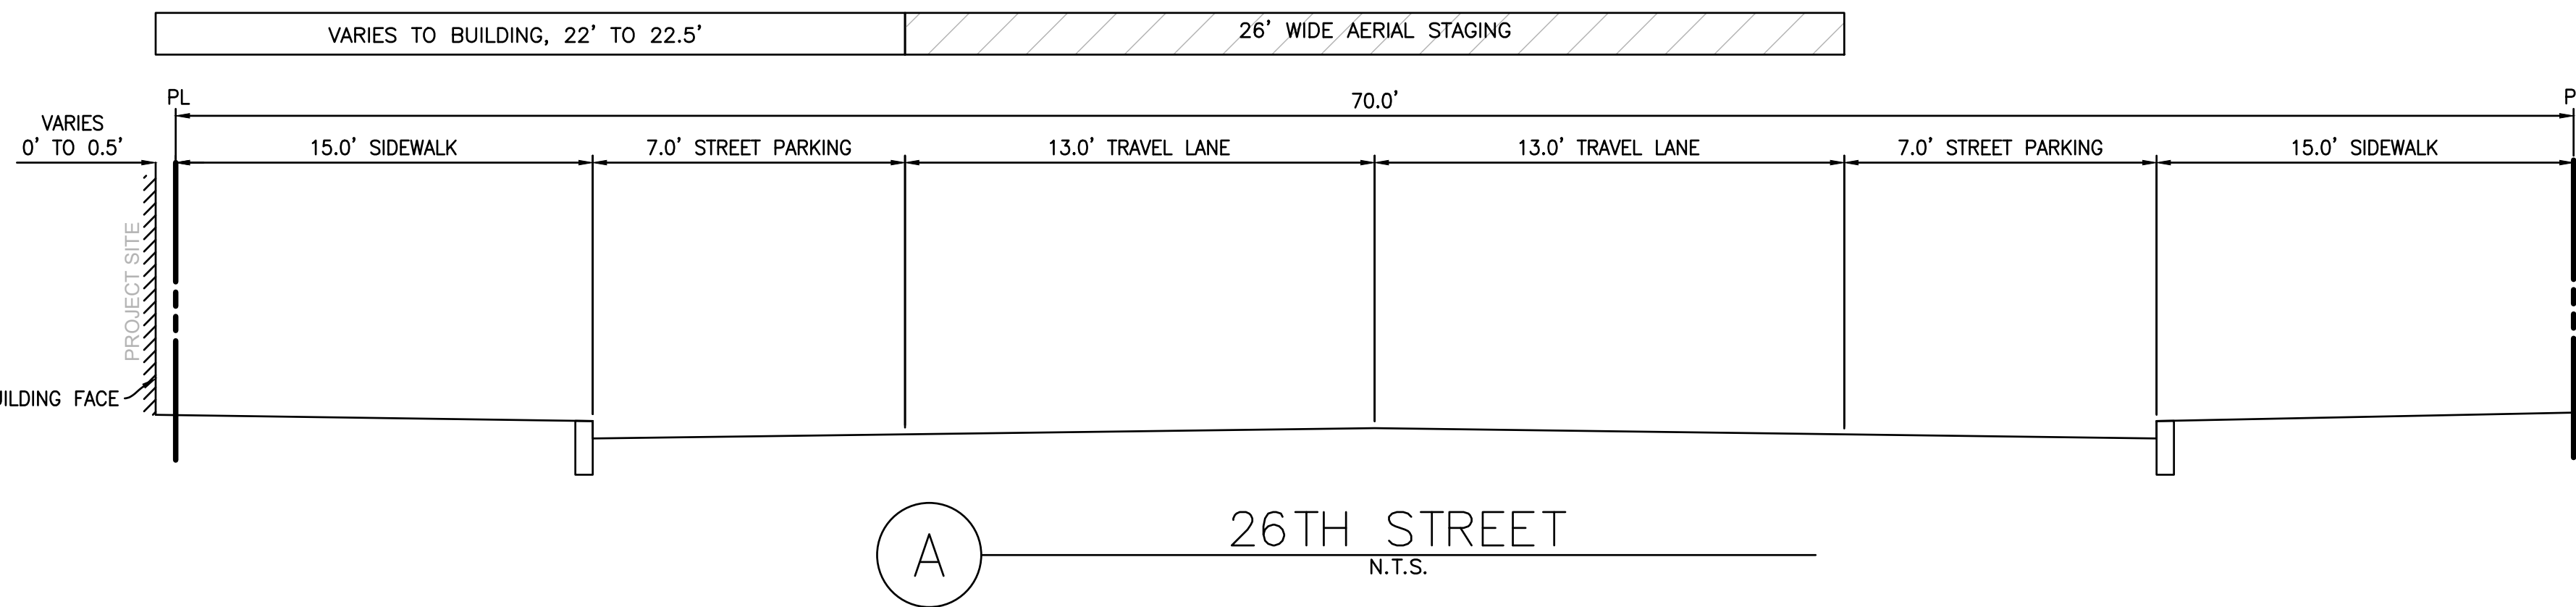 VARIES TO BUILDING, 22' TO 22.5'
26' WIDE AERIAL STAGING
PL
70.0'
P
VARIES
0' TO 0.5'
15.0' SIDEWALK
7.0' STREET PARKING
13.0' TRAVEL LANE
13.0' TRAVEL LANE
7.0' STREET PARKING
15.0' SIDEWALK
PROJECT SITE
UILDING FACE
A
26TH STREET
N.T.S.